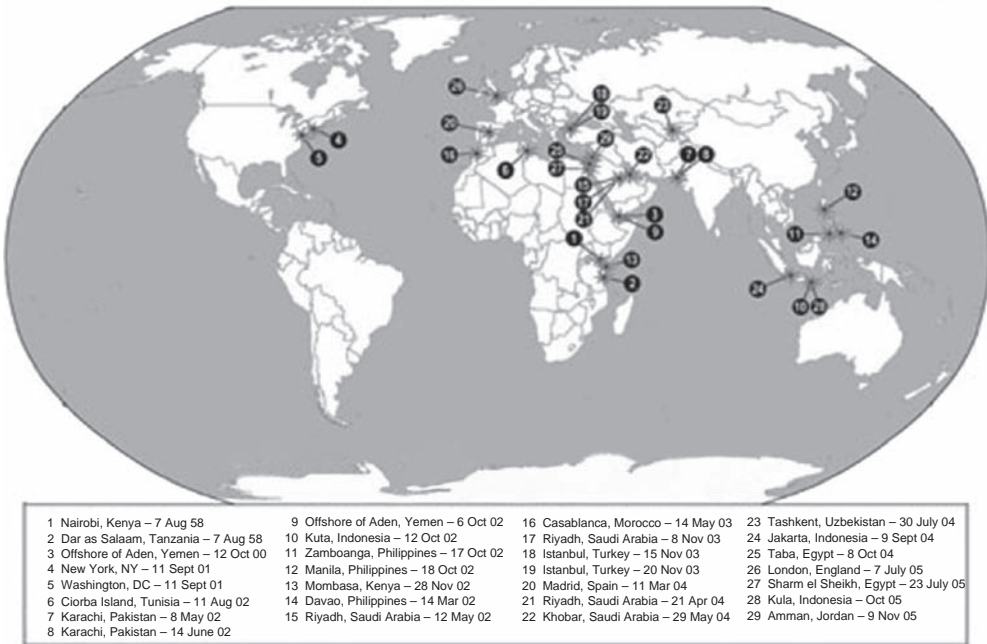 1 Nairobi, Kenya – 7 Aug 58
2 Dar as Salaam, Tanzania – 7 Aug 58
3 Offshore of Aden, Yemen – 12 Oct 00
4 New York, NY – 11 Sept 01
5 Washington, DC – 11 Sept 01
6 Ciorba Island, Tunisia – 11 Aug 02
7 Karachi, Pakistan – 8 May 02
8 Karachi, Pakistan – 14 June 02
9 Offshore of Aden, Yemen – 6 Oct 02
10 Kuta, Indonesia – 12 Oct 02
11 Zamboanga, Philippines – 17 Oct 02
12 Manila, Philippines – 18 Oct 02
13 Mombasa, Kenya – 28 Nov 02
14 Davao, Philippines – 14 Mar 02
15 Riyadh, Saudi Arabia – 12 May 02
16 Casablanca, Morocco – 14 May 03
17 Riyadh, Saudi Arabia – 8 Nov 03
18 Istanbul, Turkey – 15 Nov 03
19 Istanbul, Turkey – 20 Nov 03
20 Madrid, Spain – 11 Mar 04
21 Riyadh, Saudi Arabia – 21 Apr 04
22 Khobar, Saudi Arabia – 29 May 04
23 Tashkent, Uzbekistan – 30 July 04
24 Jakarta, Indonesia – 9 Sept 04
25 Taba, Egypt – 8 Oct 04
26 London, England – 7 July 05
27 Sharm el Sheikh, Egypt – 23 July 05
28 Kula, Indonesia – Oct 05
29 Amman, Jordan – 9 Nov 05